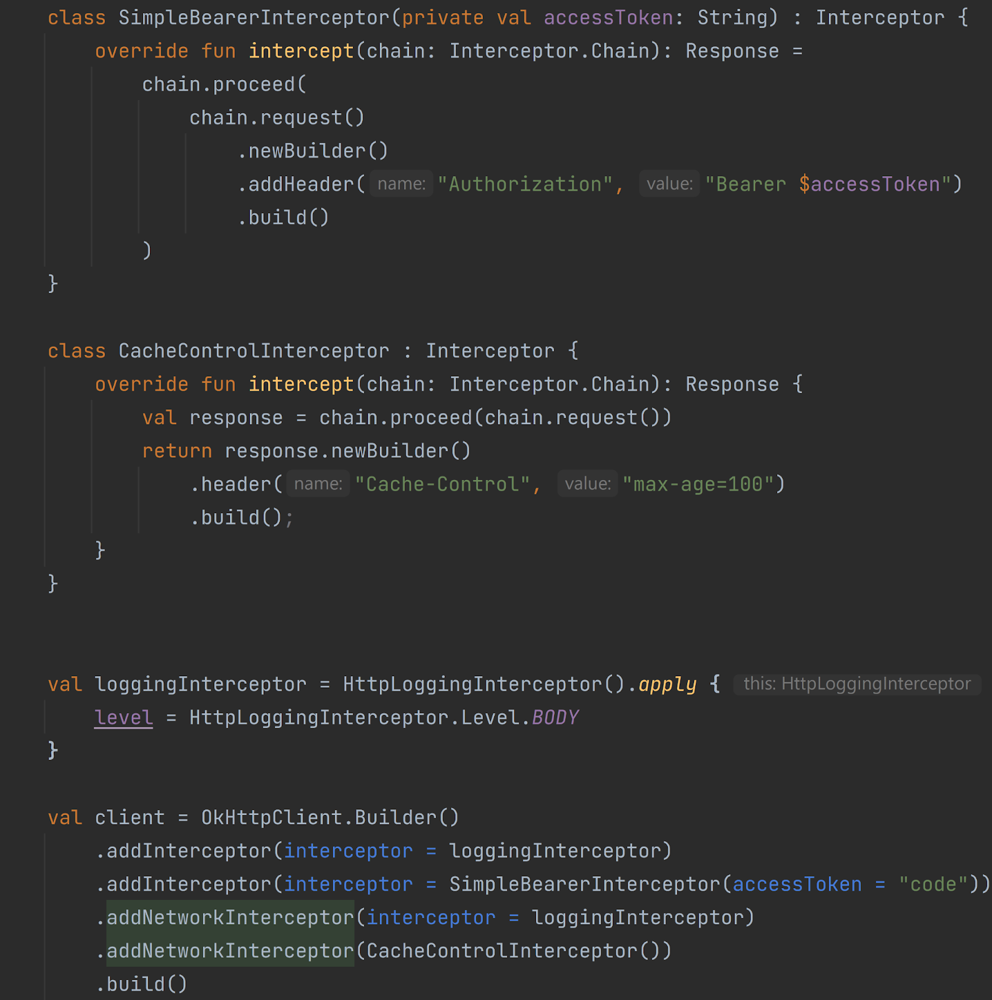 class SimpleBearerInterceptor(private val accessToken: String) : Interceptor {
override fun intercept(chain: Interceptor.Chain): Response =
chain.proceed(
chain.request()
.newBuilder()
.addHeader( name: "Authorization", value: "Bearer $accessToken")
.build()
)
}
class CacheControlInterceptor : Interceptor {
override fun intercept(chain: Interceptor.Chain): Response {
val response = chain.proceed(chain.request())
return response.newBuilder()
.header( name: "Cache-Control", value: "max-age=100")
.build();
}
}
val loggingInterceptor = HttpLoggingInterceptor().apply { this: HttpLoggingInterceptor
level = HttpLoggingInterceptor.Level.BODY
}
val client = OkHttpClient.Builder()
.addInterceptor(interceptor = loggingInterceptor)
.addInterceptor(interceptor = SimpleBearerInterceptor(accessToken = "code"))
.addNetworkInterceptor(interceptor = loggingInterceptor)
.addNetworkInterceptor(CacheControlInterceptor())
.build()